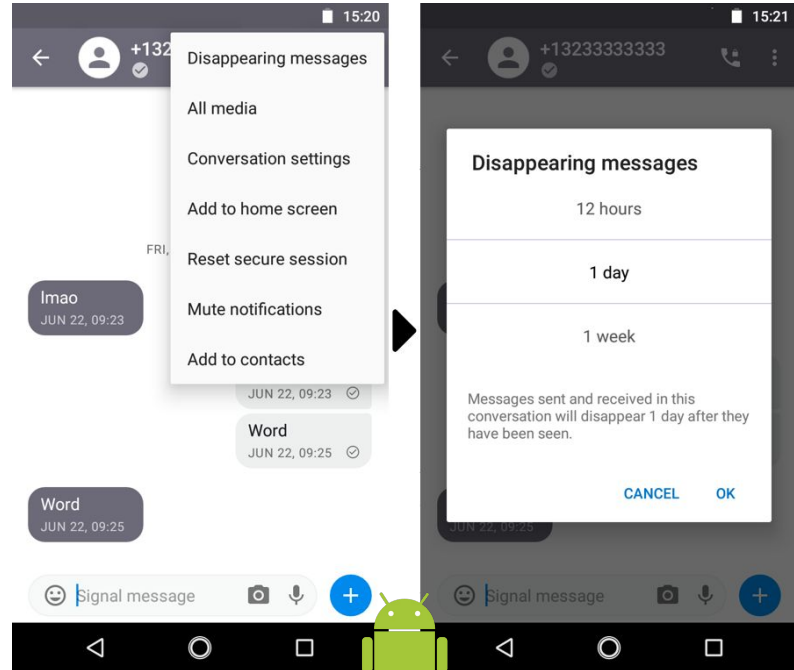 15:20
+132
Disappearing messages
All media
Conversation settings
Add to home screen
Reset secure session
Mute notifications
Add to contacts
FRI,
lmao
JUN 22, 09:23
JUN 22, 09:23
Word
JUN 22, 09:25
Word
JUN 22, 09:25
Signal message
15:21
+13233333333
Disappearing messages
12 hours
1 day
1 week
Messages sent and received in this
conversation will disappear 1 day after they
have been seen.
CANCEL OK
JUN 22, 09:25
Signal message